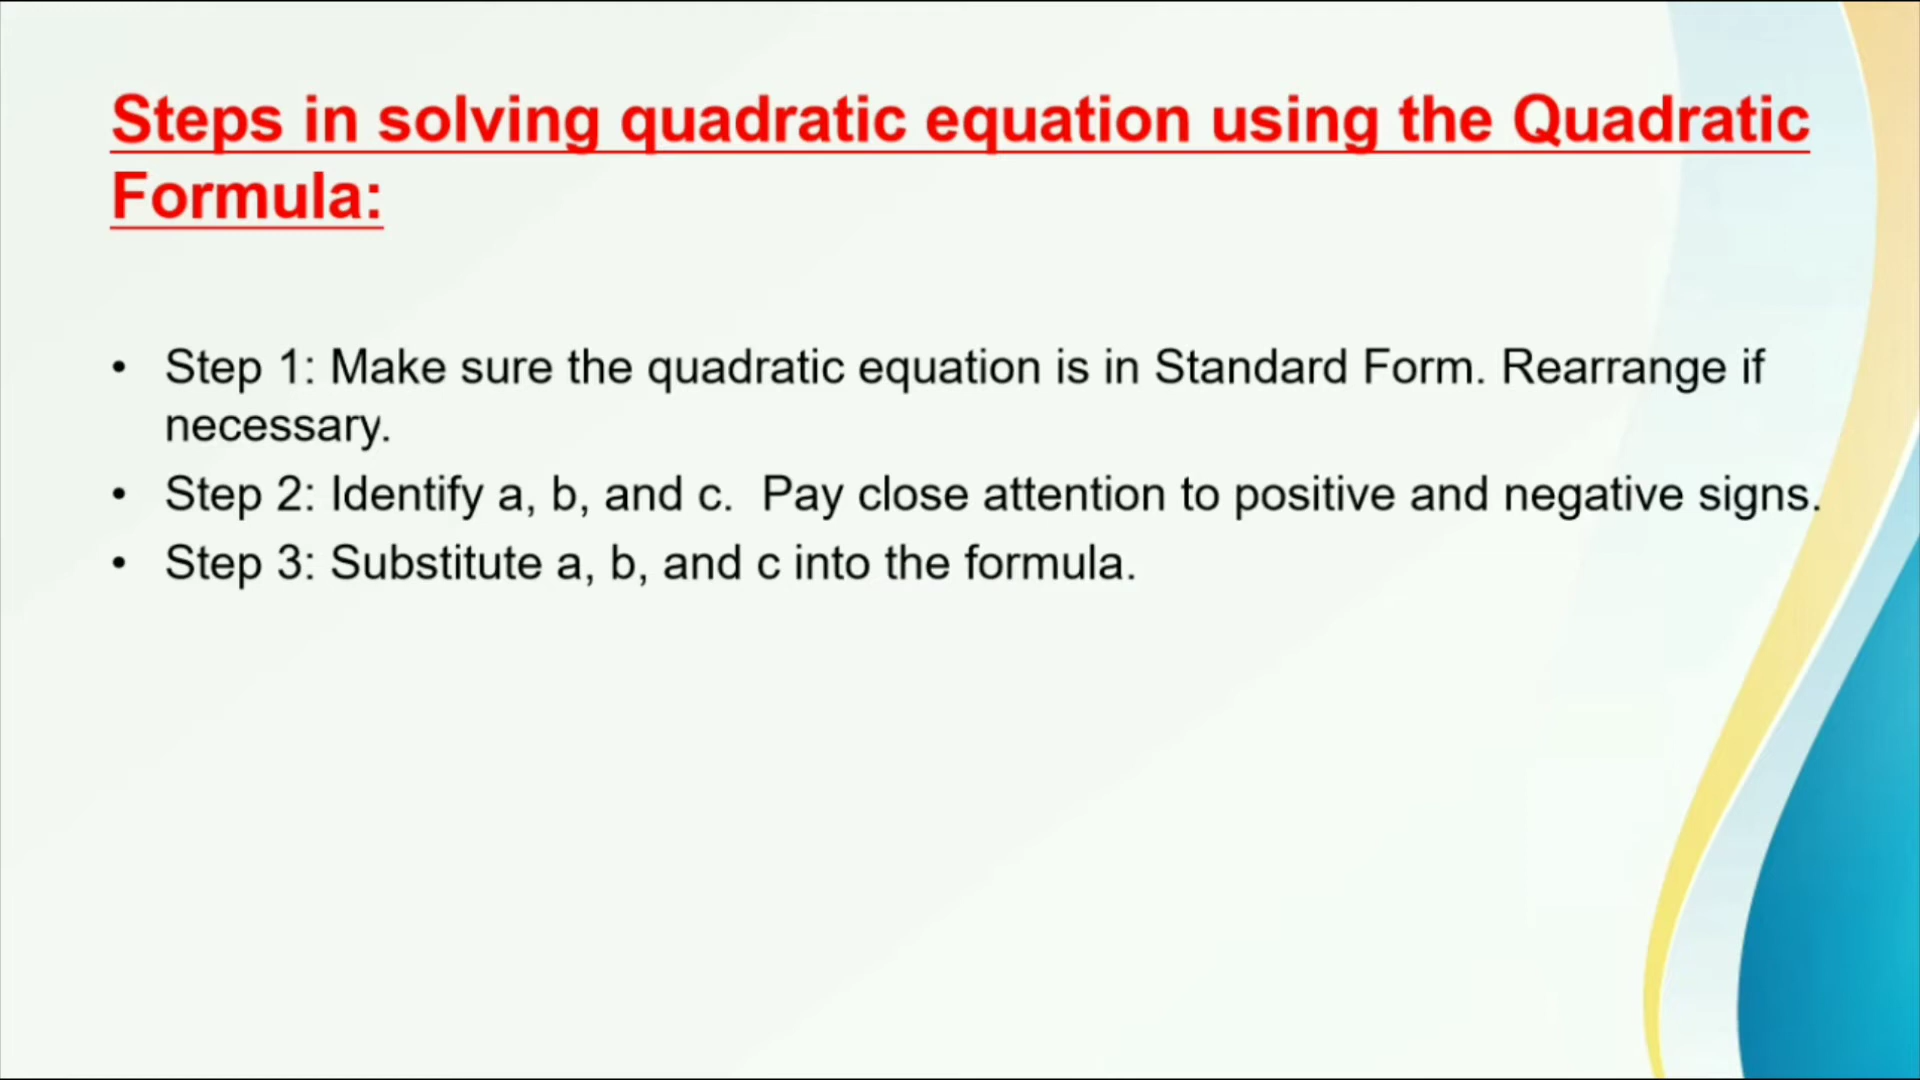 Steps in solving quadratic equation using the Quadratic
Formula:
• Step 1: Make sure the quadratic equation is in Standard Form. Rearrange if
necessary.
• Step 2: Identify a, b, and c.  Pay close attention to positive and negative signs.
• Step 3: Substitute a, b, and c into the formula.